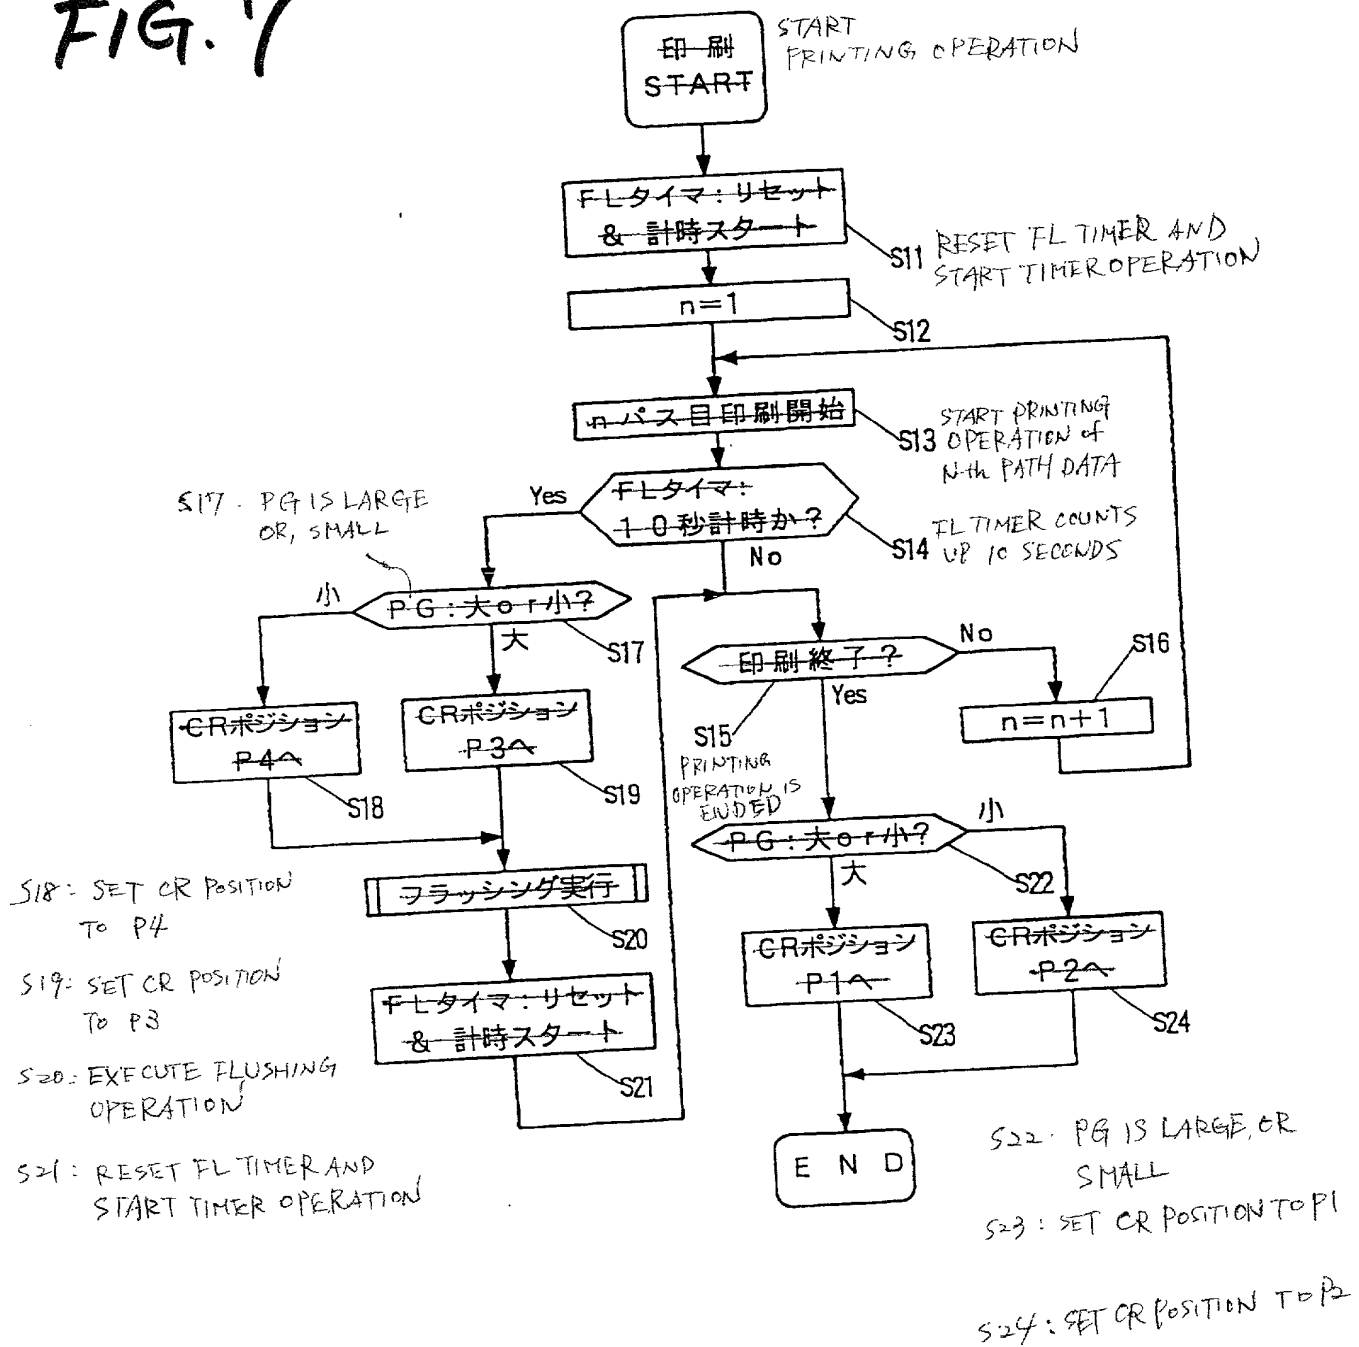 FIG. 7
印刷
START
START
PRINTING OPERATION
FLタイマ：リセット
& 計時スタート
S11
RESET FL TIMER AND
START TIMER OPERATION
n=1
S12
nパス目印刷開始
S13
START PRINTING
OPERATION of
N-th PATH DATA
FLタイマ：
10秒計時か？
Yes
No
S14
FL TIMER COUNTS
UP 10 SECONDS
S17. PG IS LARGE
OR, SMALL
PG：大or小？
小
大
S17
印刷終了？
No
Yes
S15
PRINTING
OPERATION IS
ENDED
S16
n=n+1
CRポジション
P4へ
S18
CRポジション
P3へ
S19
PG：大or小？
小
大
S22
フラッシング実行
S20
CRポジション
P1へ
S23
CRポジション
P2へ
S24
FLタイマ：リセット
& 計時スタート
S21
END
S18: SET CR POSITION
TO P4
S19: SET CR POSITION
TO P3
S20: EXECUTE FLUSHING
OPERATION
S21: RESET FL TIMER AND
START TIMER OPERATION
S22. PG IS LARGE, OR
SMALL
S23: SET CR POSITION TO P1
S24: SET CR POSITION TO P2